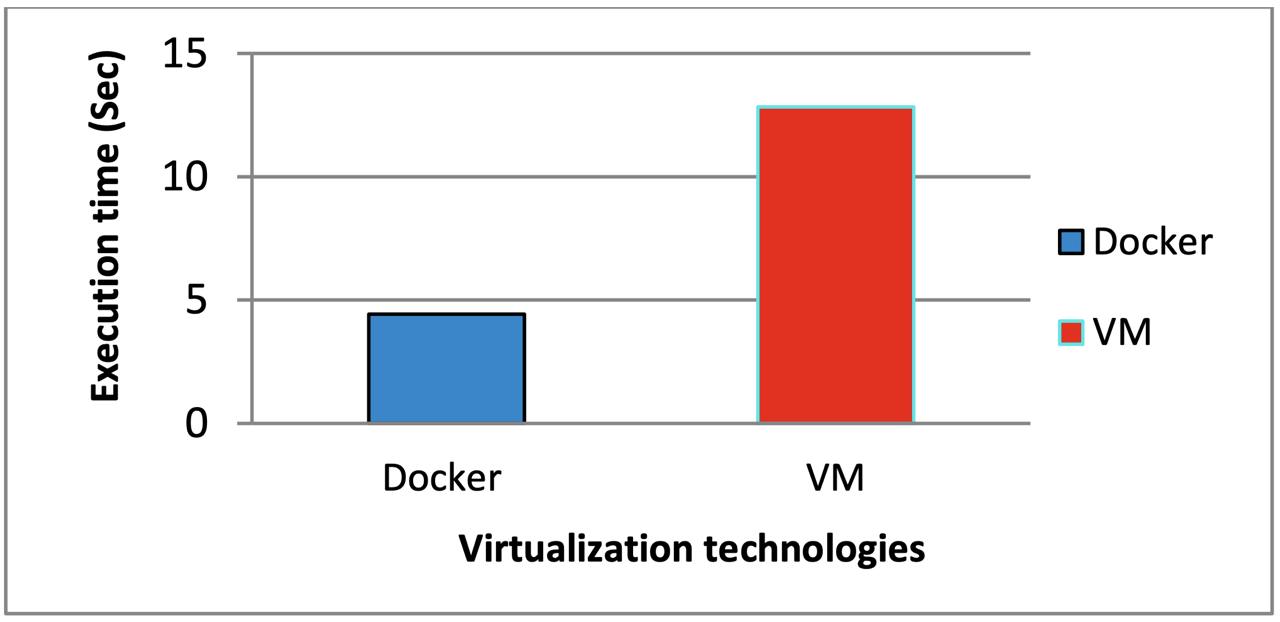 Execution time (Sec)
15
10
5
0
Docker
VM
Virtualization technologies
Docker
VM